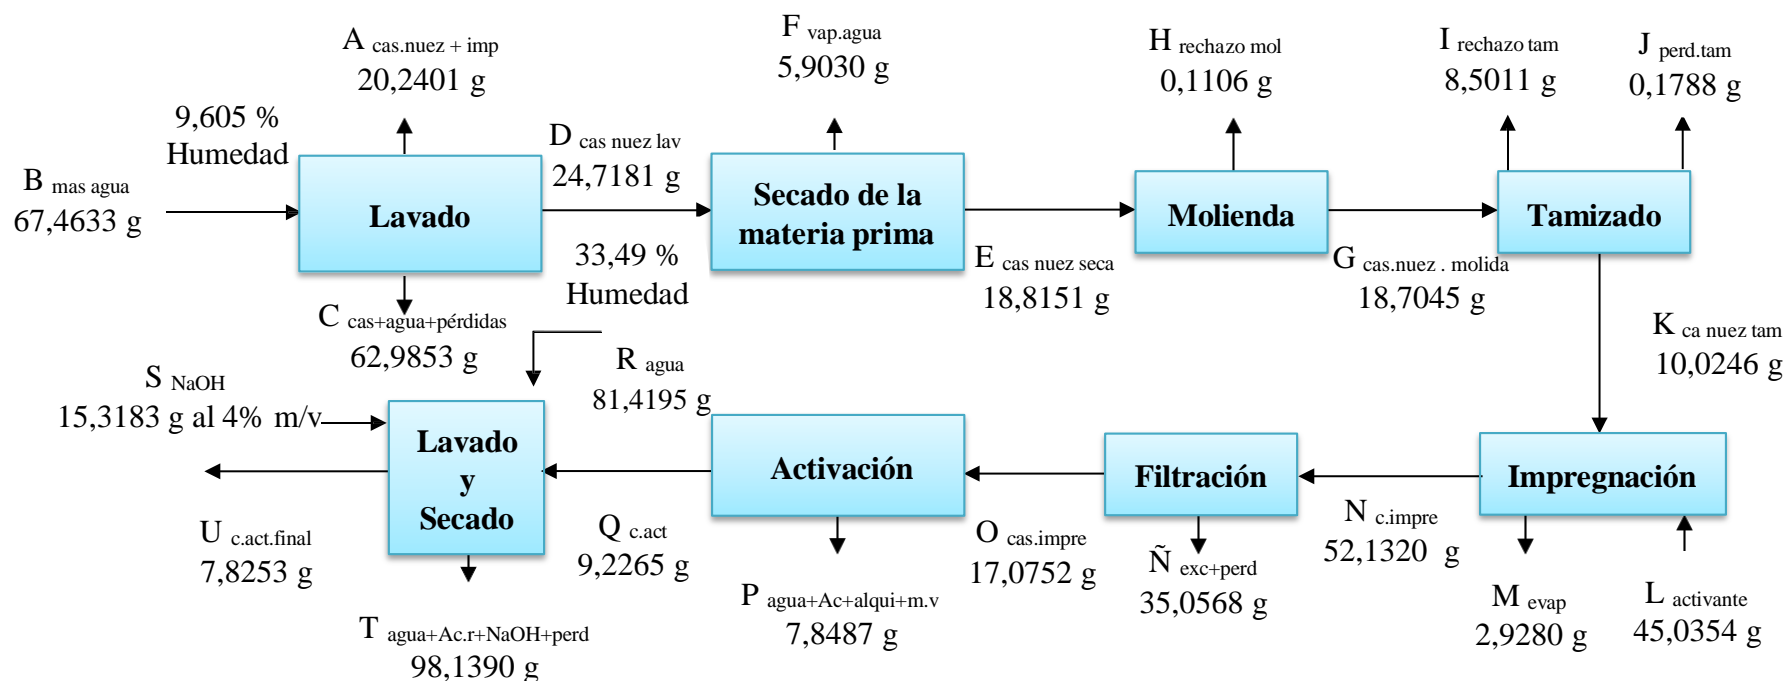 A cas.nuez + imp
20,2401 g
F vap.agua
5,9030 g
H rechazo mol
0,1106 g
I rechazo tam
8,5011 g
J perd.tam
0,1788 g
9,605 %
Humedad
B mas agua
67,4633 g
Lavado
D cas nuez lav
24,7181 g
33,49 %
Humedad
Secado de la
materia prima
E cas nuez seca
18,8151 g
Molienda
G cas.nuez . molida
18,7045 g
Tamizado
C cas+agua+pérdidas
62,9853 g
K ca nuez tam
10,0246 g
R agua
81,4195 g
S NaOH
15,3183 g al 4% m/v
Lavado
y
Secado
Activación
Filtración
Impregnación
U c.act.final
7,8253 g
Q c.act
9,2265 g
O cas.impre
17,0752 g
N c.impre
52,1320 g
T agua+Ac.r+NaOH+perd
98,1390 g
P agua+Ac+alqui+m.v
7,8487 g
Ñ exc+perd
35,0568 g
M evap
2,9280 g
L activante
45,0354 g